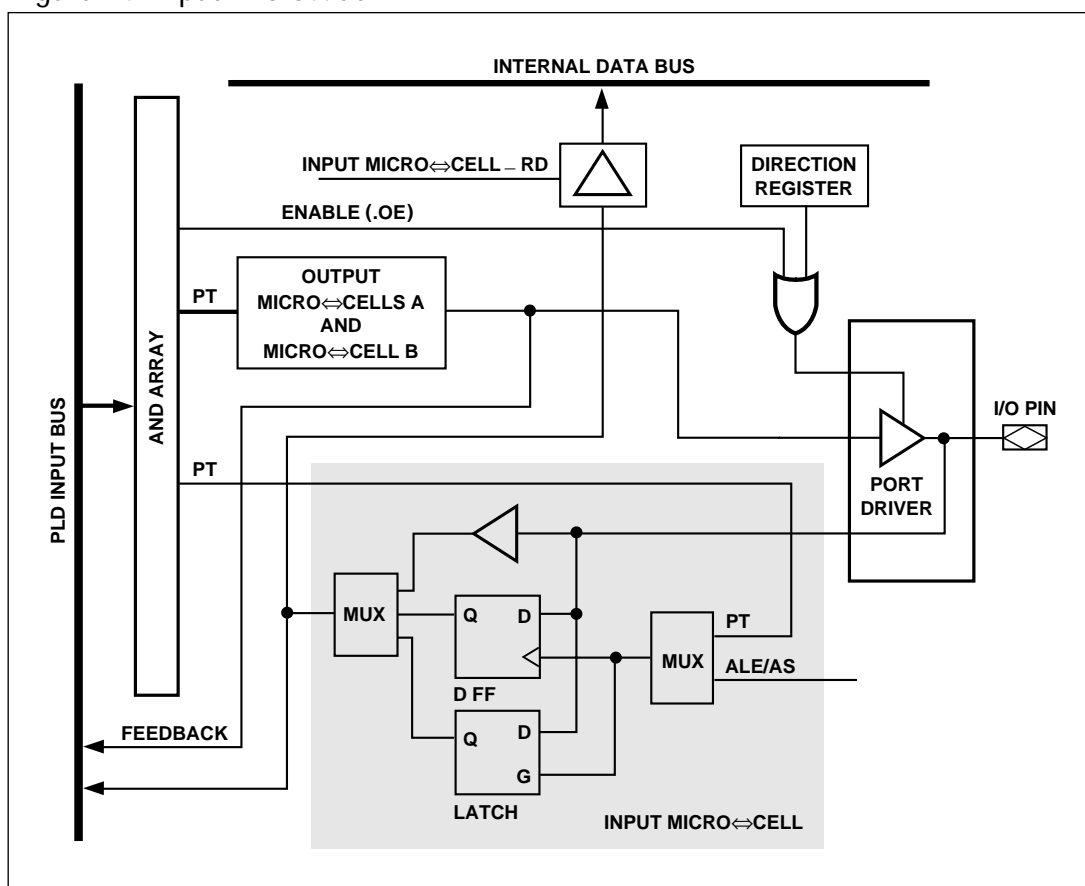 INTERNAL DATA BUS
INPUT MICRO⇔CELL – RD
DIRECTION
REGISTER
ENABLE (.OE)
OUTPUT
MICRO⇔CELLS A
AND
MICRO⇔CELL B
PT
AND ARRAY
PLD INPUT BUS
I/O PIN
PORT
DRIVER
PT
MUX
Q
D
D FF
MUX
PT
ALE/AS
FEEDBACK
Q
D
G
LATCH
INPUT MICRO⇔CELL